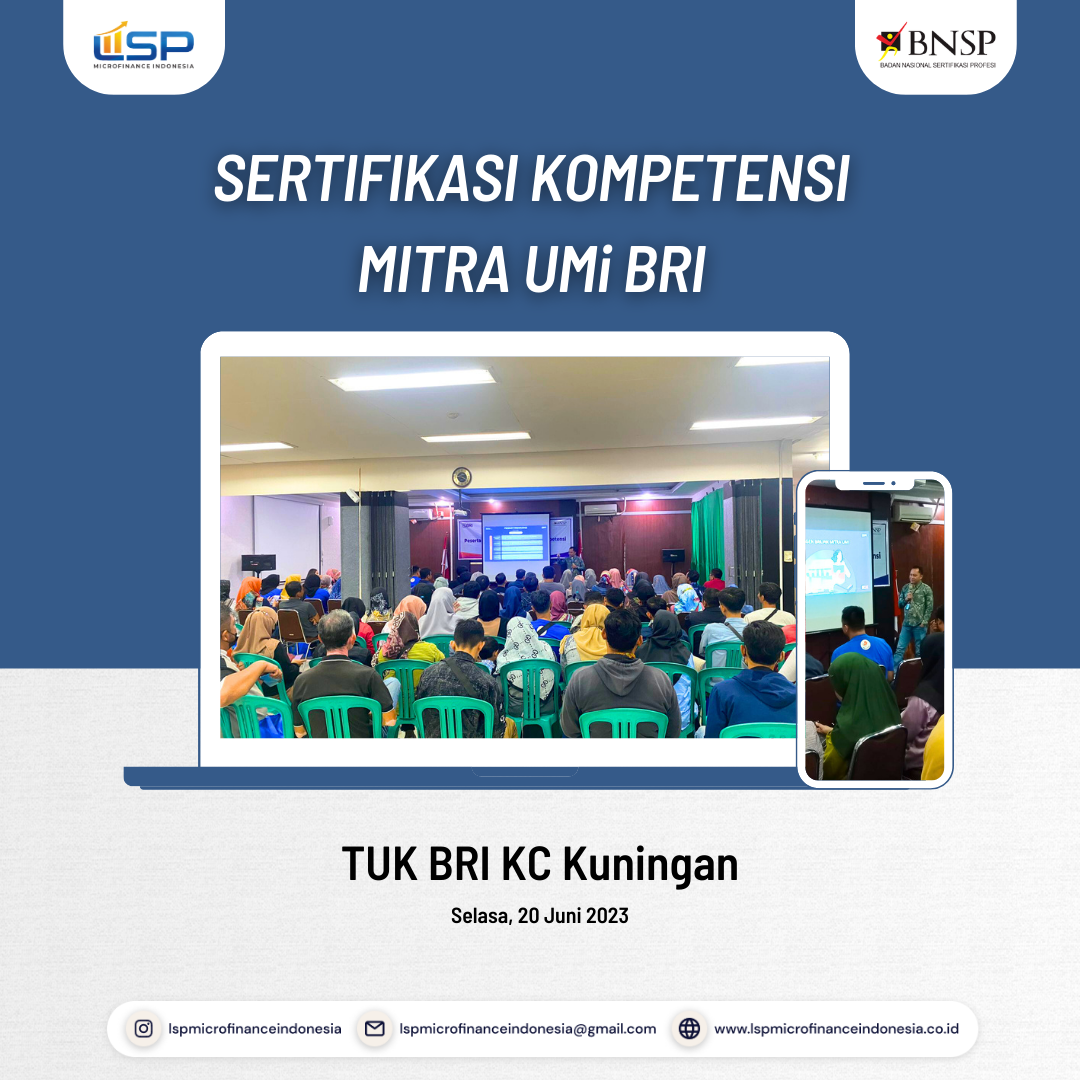 LSP
MICROFINANCE INDONESIA
BNSP
BADAN NASIONAL SERTIFIKASI PROFESI
SERTIFIKASI KOMPETENSI
MITRA UMi BRI
TUK BRI KC Kuningan
Selasa, 20 Juni 2023
lspmicrofinanceindonesia
lspmicrofinanceindonesia@gmail.com
www.lspmicrofinanceindonesia.co.id